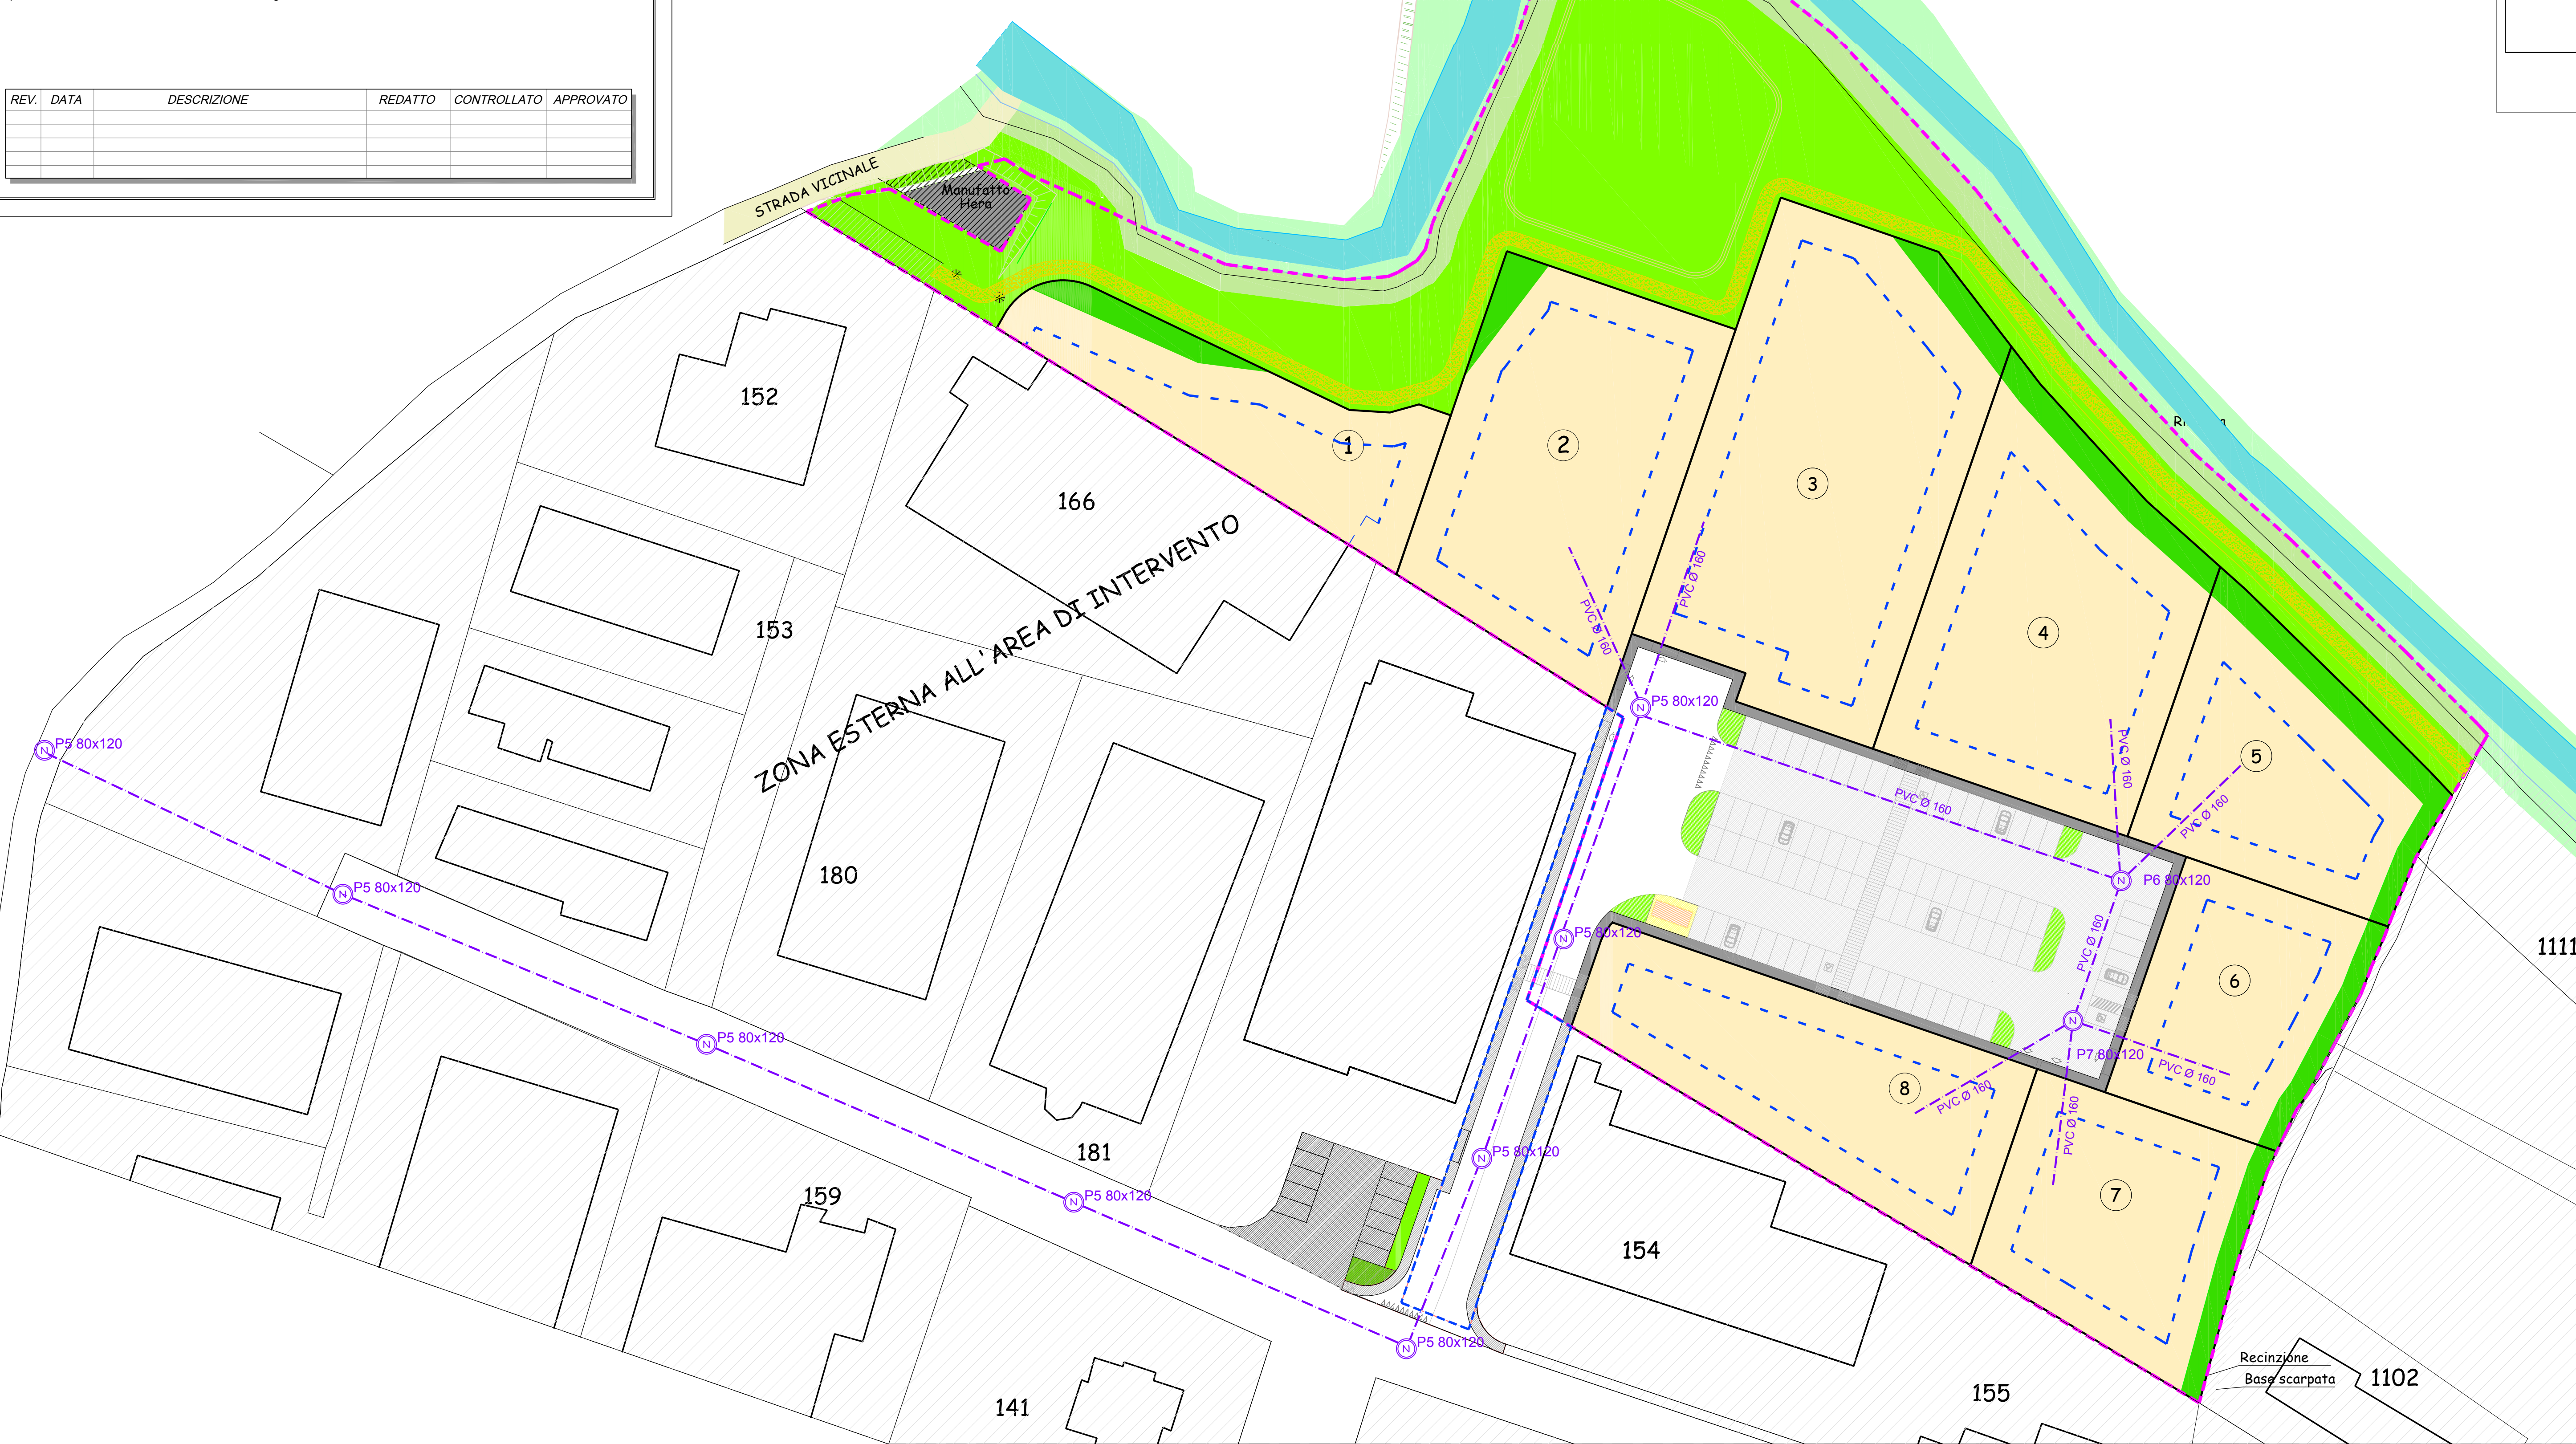 REV. DATA DESCRIZIONE REDATTO CONTROLLATO APPROVATO
STRADA VICINALE
Manufatto
Hera
152
166
153
ZONA ESTERNA ALL' AREA DI INTERVENTO
180
181
159
141
154
155
1102
1111
1
2
3
4
5
6
7
8
PVC Ø 160
PVC Ø 160
P5 80x120
PVC Ø 160
PVC Ø 160
PVC Ø 160
P6 80x120
PVC Ø 160
P7 80x120
PVC Ø 160
PVC Ø 160
PVC Ø 160
P5 80x120
P5 80x120
P5 80x120
P5 80x120
P5 80x120
P5 80x120
P5 80x120
N
N
N
N
N
N
N
N
N
N
Recinzione
Base scarpata